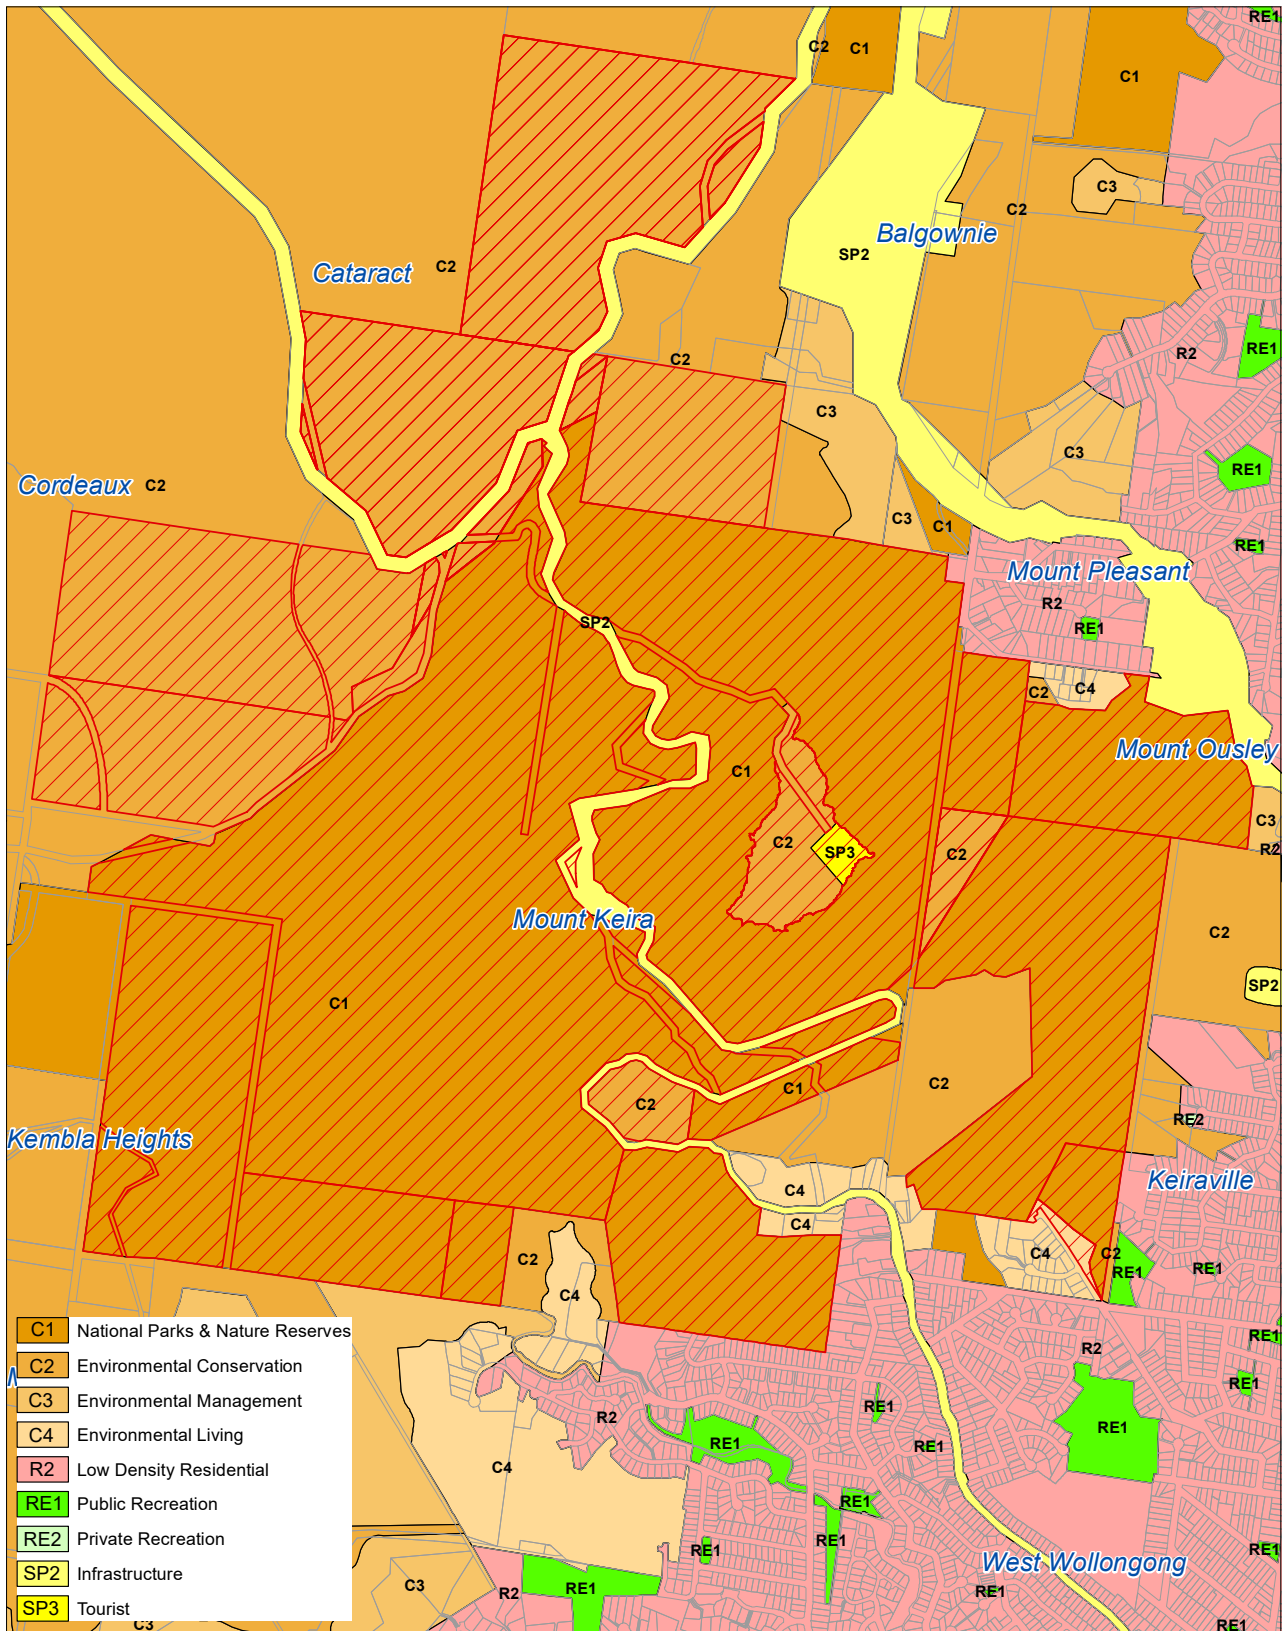 RE1
C2
C1
C1
C3
C2
Balgownie
SP2
Cataract
C2
RE1
R2
C2
C3
C3
RE1
Cordeaux
C2
C3
C1
RE1
Mount Pleasant
R2
SP2
RE1
C2
C4
Mount Ousley
C1
C3
C2
SP3
C2
R2
Mount Keira
C2
SP2
C1
C2
C1
C2
RE2
Kembla Heights
Keiraville
C4
C4
C2
C4
C2
RE1
RE1
C4
C1 National Parks & Nature Reserves
RE1
R2
C2 Environmental Conservation
RE1
C3 Environmental Management
RE1
R2
C4 Environmental Living
RE1
RE1
RE1
C4
R2 Low Density Residential
RE1 Public Recreation
RE1
RE2 Private Recreation
RE1
RE1
RE1
West Wollongong
SP2 Infrastructure
C3
R2
RE1
RE1
SP3 Tourist
C3
RE1